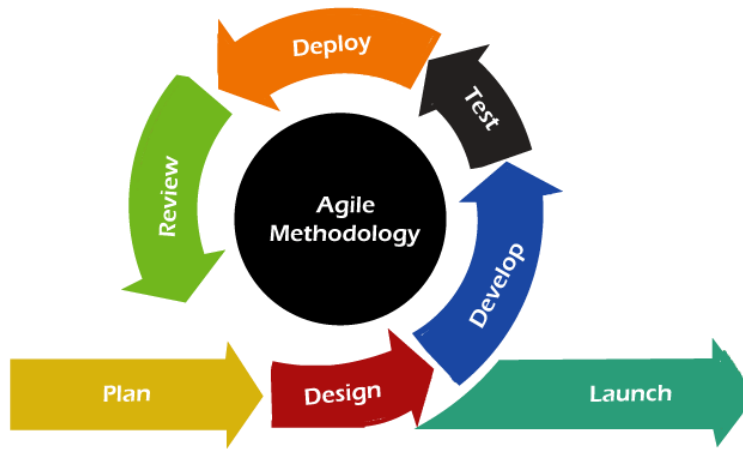 Deploy
Test
Review
Agile
Methodology
Develop
Plan
Design
Launch